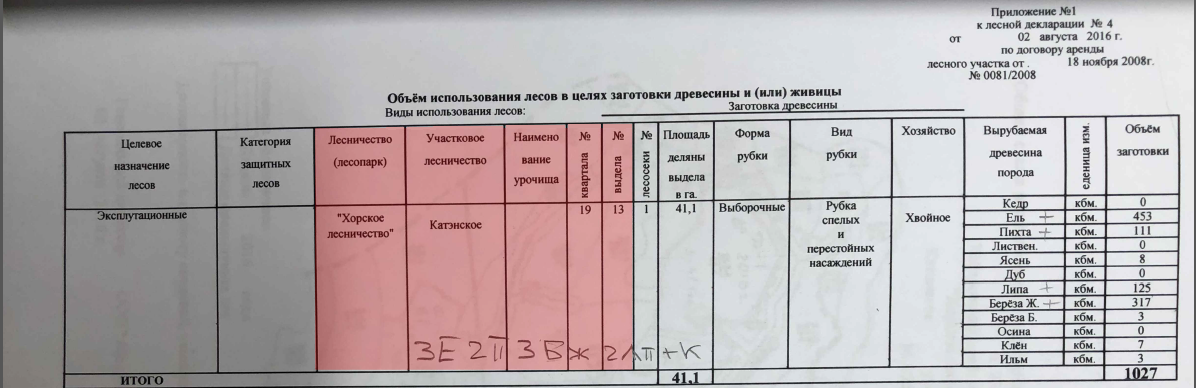 Приложение №1
к лесной декларации № 4
от 02 августа 2016 г.
по договору аренды
лесного участка от . 18 ноября 2008г.
№ 0081/2008
Объём использования лесов в целях заготовки древесины и (или) живицы
Виды использования лесов: Заготовка древесины
Целевое назначение лесов
Категория защитных лесов
Лесничество (лесопарк)
Участковое лесничество
Наимено вание урочища
№ квартала
№ выдела
№ лесосеки
Площадь деляны выдела в га.
Форма рубки
Вид рубки
Хозяйство
Вырубаемая древесина порода
еденица изм.
Объём заготовки
Эксплутационные "Хорское лесничество" Катэнское 19 13 1 41,1 Выборочные Рубка спелых и перестойных насаждений Хвойное
Кедр кбм. 0
Ель + кбм. 453
Пихта + кбм. 111
Листвен. кбм. 0
Ясень кбм. 8
Дуб кбм. 0
Липа + кбм. 125
Берёза Ж. + кбм. 317
Берёза Б. кбм. 3
Осина кбм. 0
Клён кбм. 7
Ильм кбм. 3
3Е 2П 3Бж 2Лп+К
ИТОГО 41,1 1027